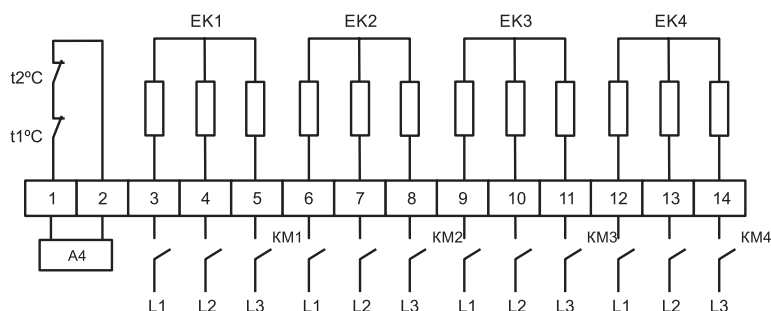 EK1 EK2 EK3 EK4
t2ºC
t1ºC
1 2 3 4 5 6 7 8 9 10 11 12 13 14
A4
KM1 KM2 KM3 KM4
L1 L2 L3 L1 L2 L3 L1 L2 L3 L1 L2 L3